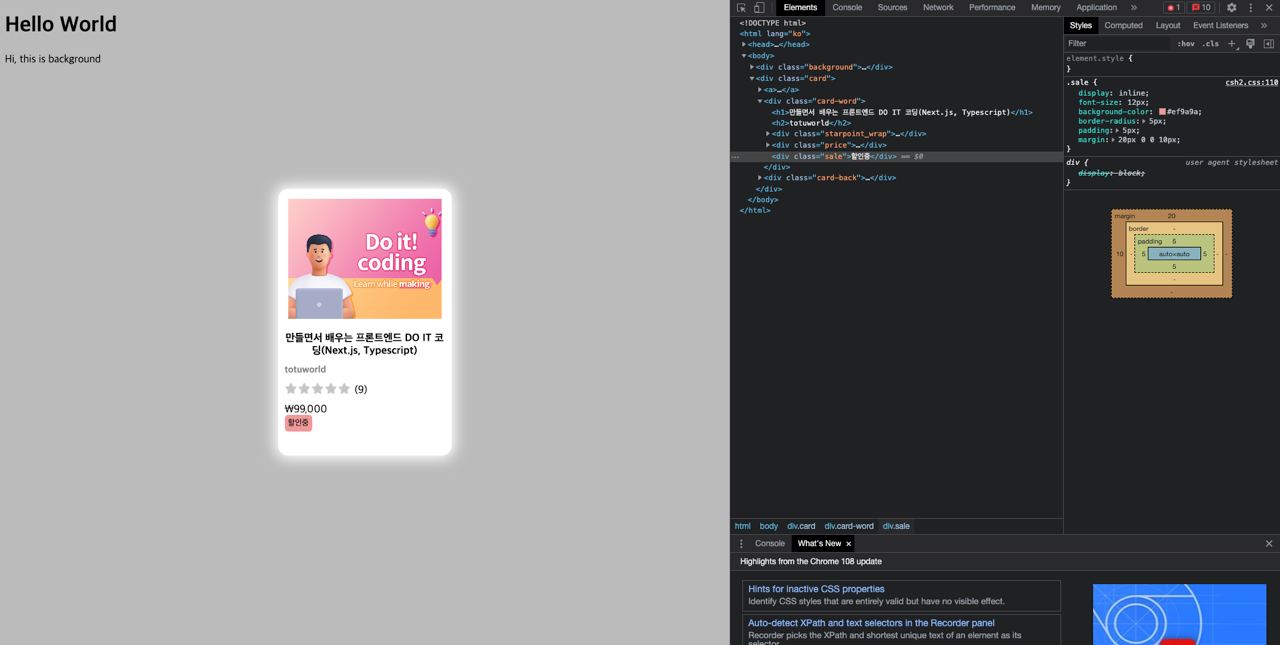 Hello World
Hi, this is background
Do it!
coding
Learn while making
만들면서 배우는 프론트엔드 DO IT 코
딩(Next.js, Typescript)
totuworld
(9)
₩99,000
할인중
Elements Console Sources Network Performance Memory Application » 1 10
<!DOCTYPE html>
<html lang="ko">
<head>…</head>
<body>
<div class="background">…</div>
<div class="card">
<a>…</a>
<div class="card-word">
<h1>만들면서 배우는 프론트엔드 DO IT 코딩(Next.js, Typescript)</h1>
<h2>totuworld</h2>
<div class="starpoint_wrap">…</div>
<div class="price">…</div>
<div class="sale">할인중</div> == $0
</div>
<div class="card-back">…</div>
</div>
</body>
</html>
html body div.card div.card-word div.sale
Styles Computed Layout Event Listeners »
Filter :hov .cls +
element.style {
}
.sale { csh2.css:110
display: inline;
font-size: 12px;
background-color: #ef9a9a;
border-radius: 5px;
padding: 5px;
margin: 20px 0 0 10px;
}
div { user agent stylesheet
display: block;
}
margin 20
border -
padding 5
10 - 5 auto×auto 5 - -
5
-
-
Console What's New ×
Highlights from the Chrome 108 update
Hints for inactive CSS properties
Identify CSS styles that are entirely valid but have no visible effect.
Auto-detect XPath and text selectors in the Recorder panel
Recorder picks the XPath and shortest unique text of an element as its
selector.